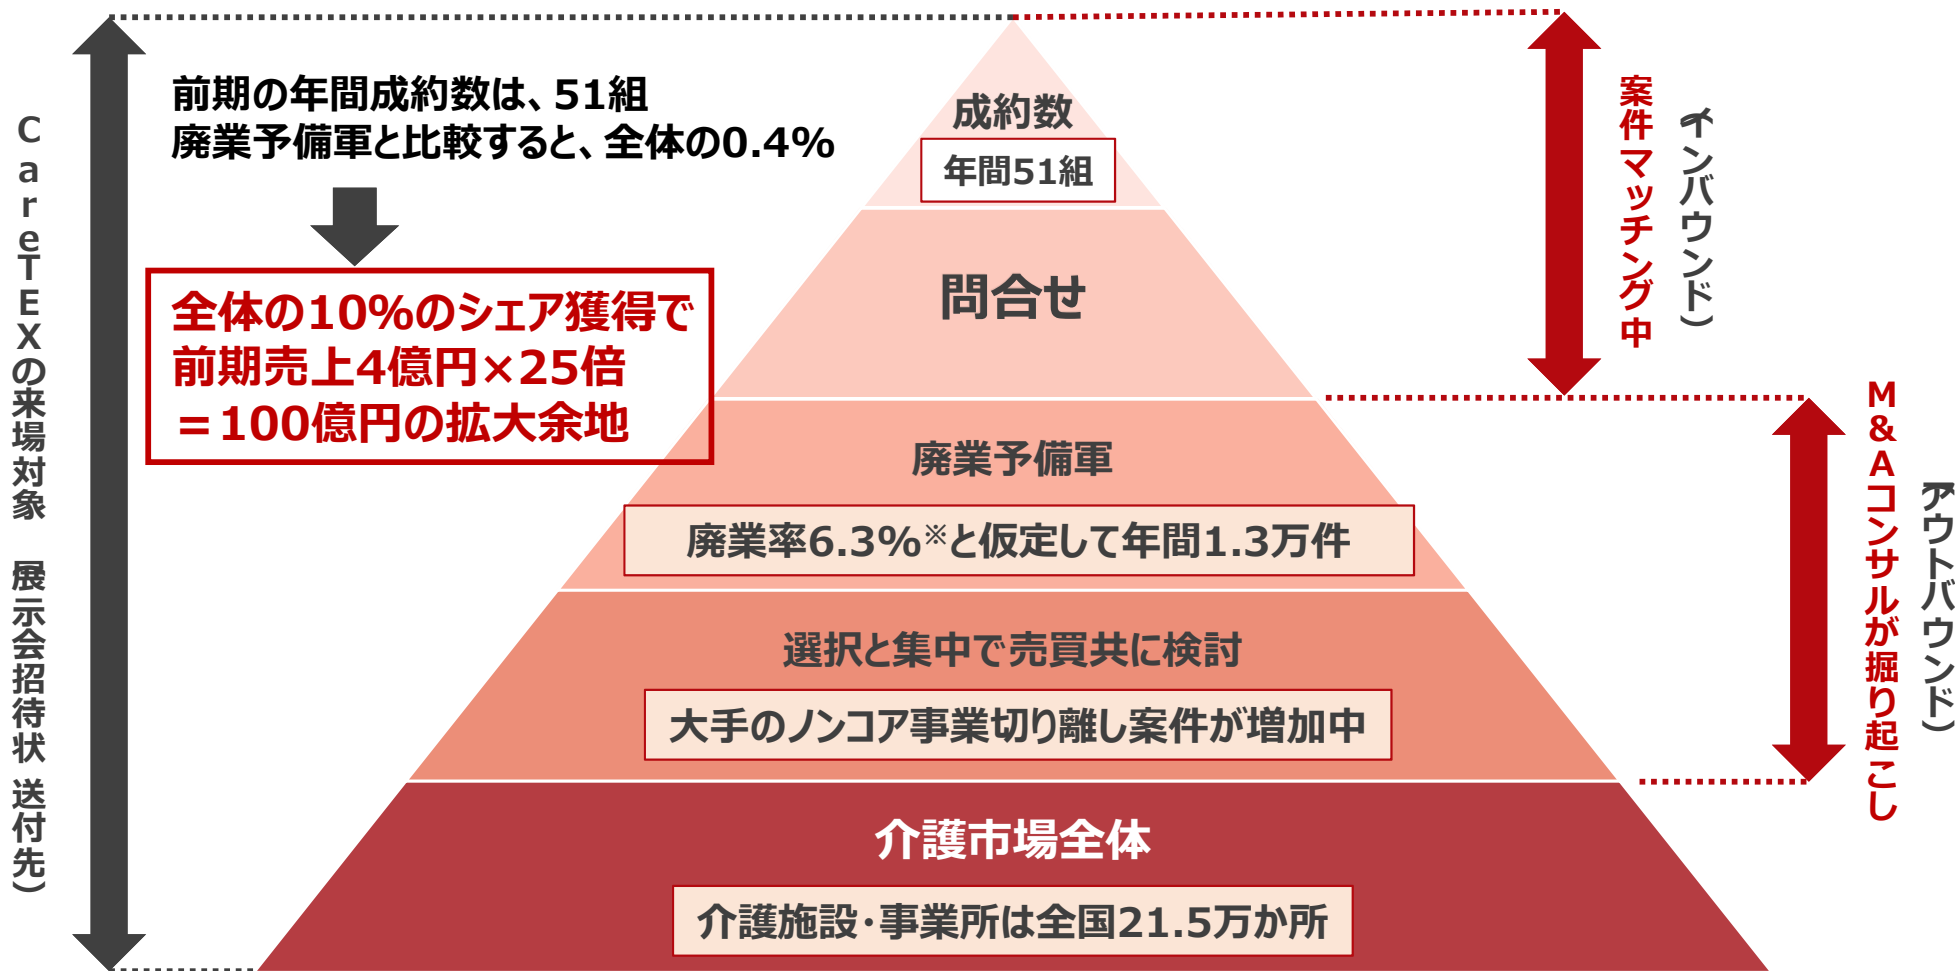 前期の年間成約数は、51組
廃業予備軍と比較すると、全体の0.4%
全体の10%のシェア獲得で
前期売上4億円×25倍
＝100億円の拡大余地
CareTEXの来場対象（展示会招待状 送付先）
成約数
年間51組
問合せ
廃業予備軍
廃業率6.3%※と仮定して年間1.3万件
選択と集中で売買共に検討
大手のノンコア事業切り離し案件が増加中
介護市場全体
介護施設・事業所は全国21.5万か所
案件マッチング中
（インバウンド）
M&Aコンサルが掘り起こし
（アウトバウンド）